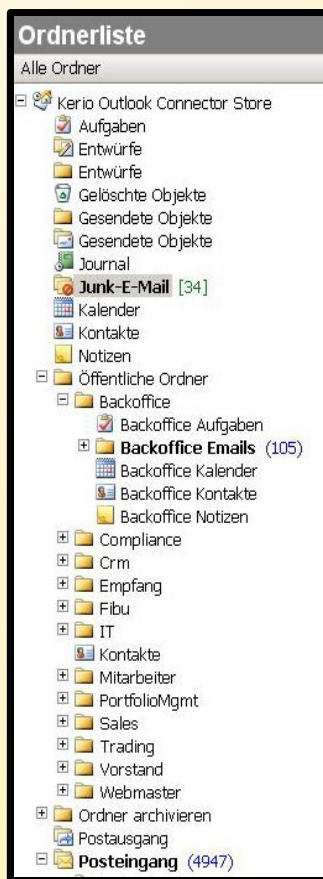 Ordnerliste
Alle Ordner
Kerio Outlook Connector Store
Aufgaben
Entwürfe
Entwürfe
Gelöschte Objekte
Gesendete Objekte
Gesendete Objekte
Journal
Junk-E-Mail [34]
Kalender
Kontakte
Notizen
Öffentliche Ordner
Backoffice
Backoffice Aufgaben
Backoffice Emails (105)
Backoffice Kalender
Backoffice Kontakte
Backoffice Notizen
Compliance
Crm
Empfang
Fibu
IT
Kontakte
Mitarbeiter
PortfolioMgmt
Sales
Trading
Vorstand
Webmaster
Ordner archivieren
Postausgang
Posteingang (4947)